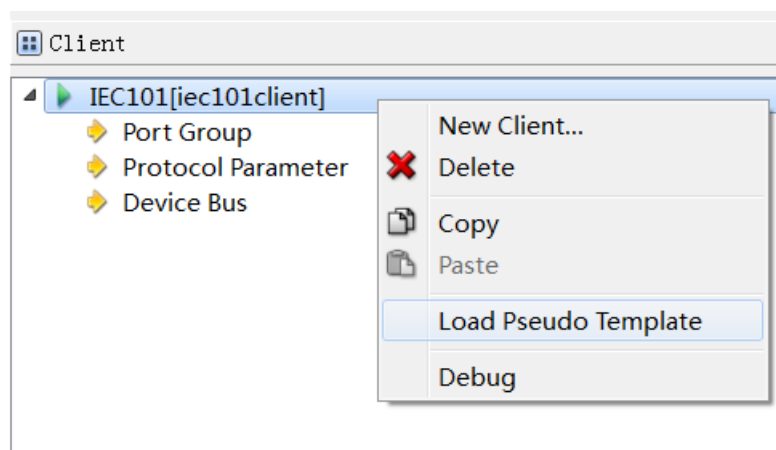 Client
IEC101[iec101client]
Port Group
Protocol Parameter
Device Bus
New Client...
Delete
Copy
Paste
Load Pseudo Template
Debug